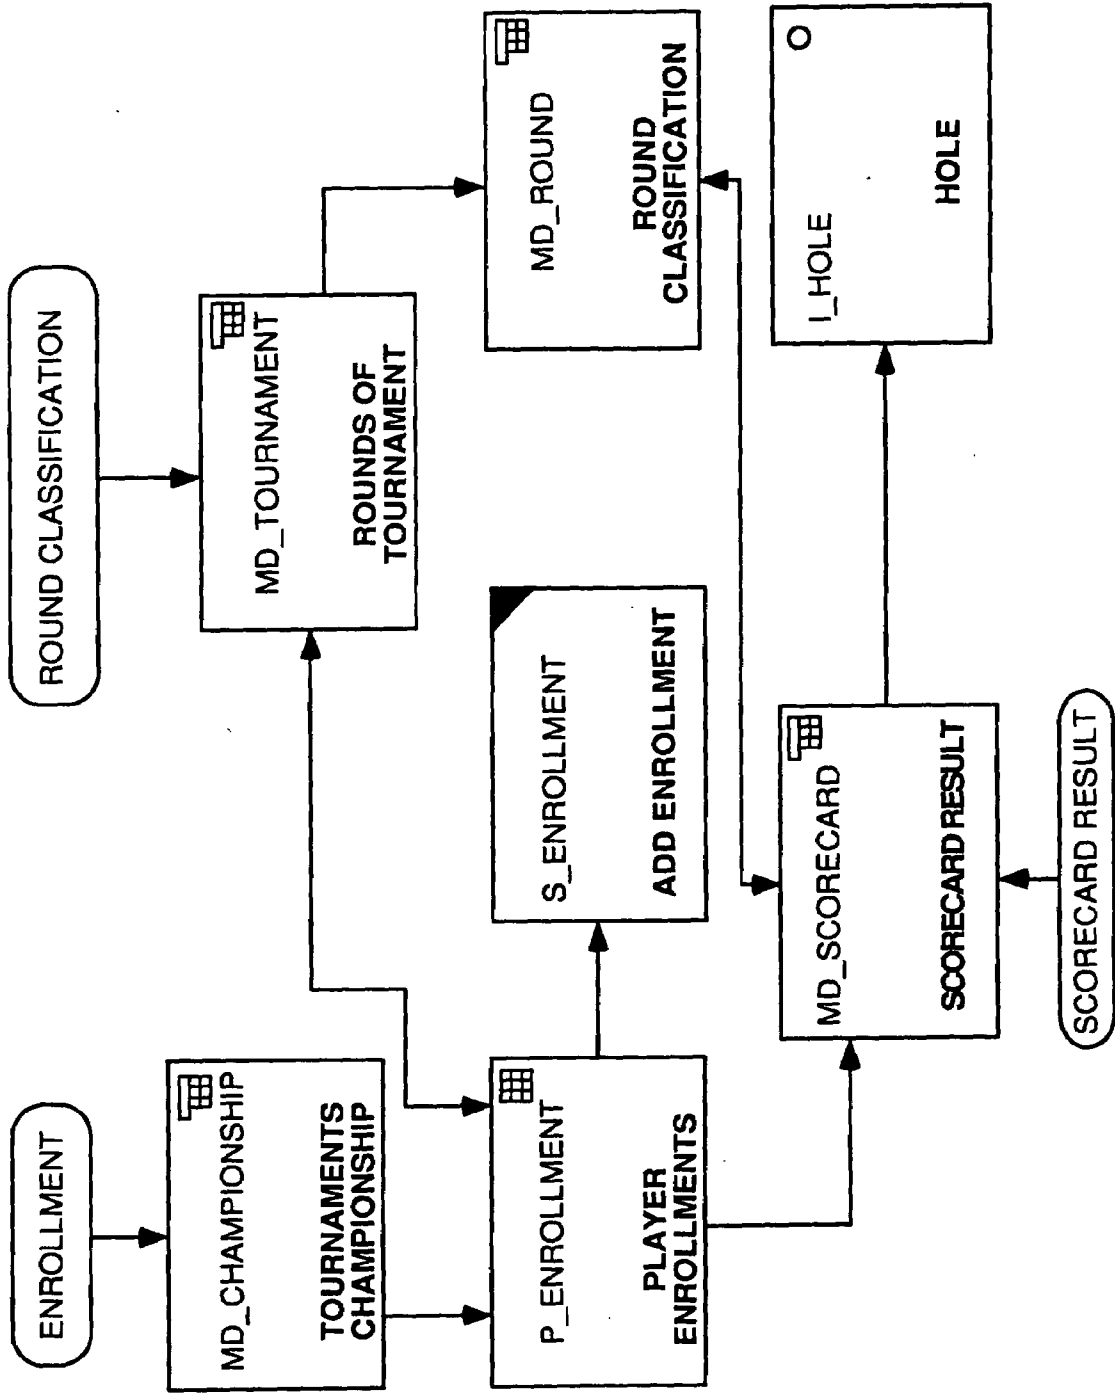 ENROLLMENT
MD_CHAMPIONSHIP
TOURNAMENTS
CHAMPIONSHIP
P_ENROLLMENT
PLAYER
ENROLLMENTS
ROUND CLASSIFICATION
MD_TOURNAMENT
ROUNDS OF
TOURNAMENT
S_ENROLLMENT
ADD ENROLLMENT
MD_SCORECARD
SCORECARD RESULT
SCORECARD RESULT
MD_ROUND
ROUND
CLASSIFICATION
I_HOLE
HOLE